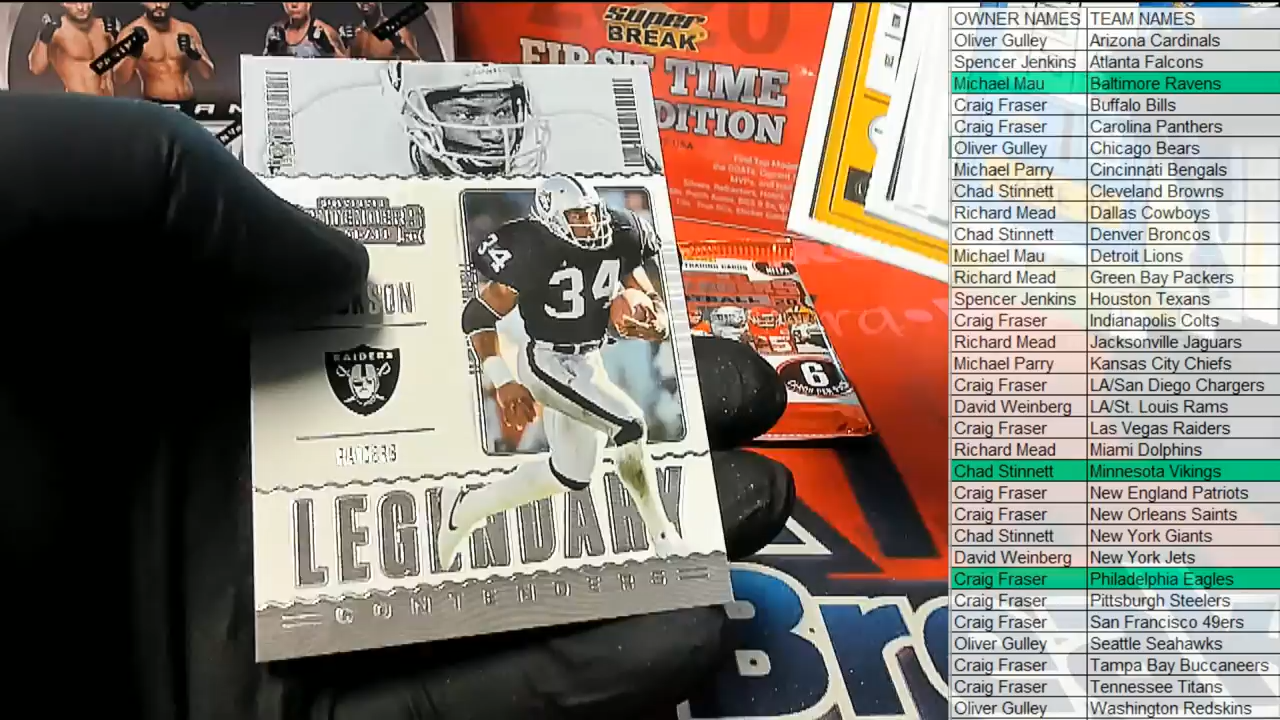 Super
BREAK
FIRST TIME
EDITION
CONTENDERS
34
34
RAIDERS
RAIDERS
LEGENDARY
CONTENDERS
TRADING CARDS
6
Bre
OWNER NAMES TEAM NAMES
Oliver Gulley Arizona Cardinals
Spencer Jenkins Atlanta Falcons
Michael Mau Baltimore Ravens
Craig Fraser Buffalo Bills
Craig Fraser Carolina Panthers
Oliver Gulley Chicago Bears
Michael Parry Cincinnati Bengals
Chad Stinnett Cleveland Browns
Richard Mead Dallas Cowboys
Chad Stinnett Denver Broncos
Michael Mau Detroit Lions
Richard Mead Green Bay Packers
Spencer Jenkins Houston Texans
Craig Fraser Indianapolis Colts
Richard Mead Jacksonville Jaguars
Michael Parry Kansas City Chiefs
Craig Fraser LA/San Diego Chargers
David Weinberg LA/St. Louis Rams
Craig Fraser Las Vegas Raiders
Richard Mead Miami Dolphins
Chad Stinnett Minnesota Vikings
Craig Fraser New England Patriots
Craig Fraser New Orleans Saints
Chad Stinnett New York Giants
David Weinberg New York Jets
Craig Fraser Philadelphia Eagles
Craig Fraser Pittsburgh Steelers
Craig Fraser San Francisco 49ers
Oliver Gulley Seattle Seahawks
Craig Fraser Tampa Bay Buccaneers
Craig Fraser Tennessee Titans
Oliver Gulley Washington Redskins